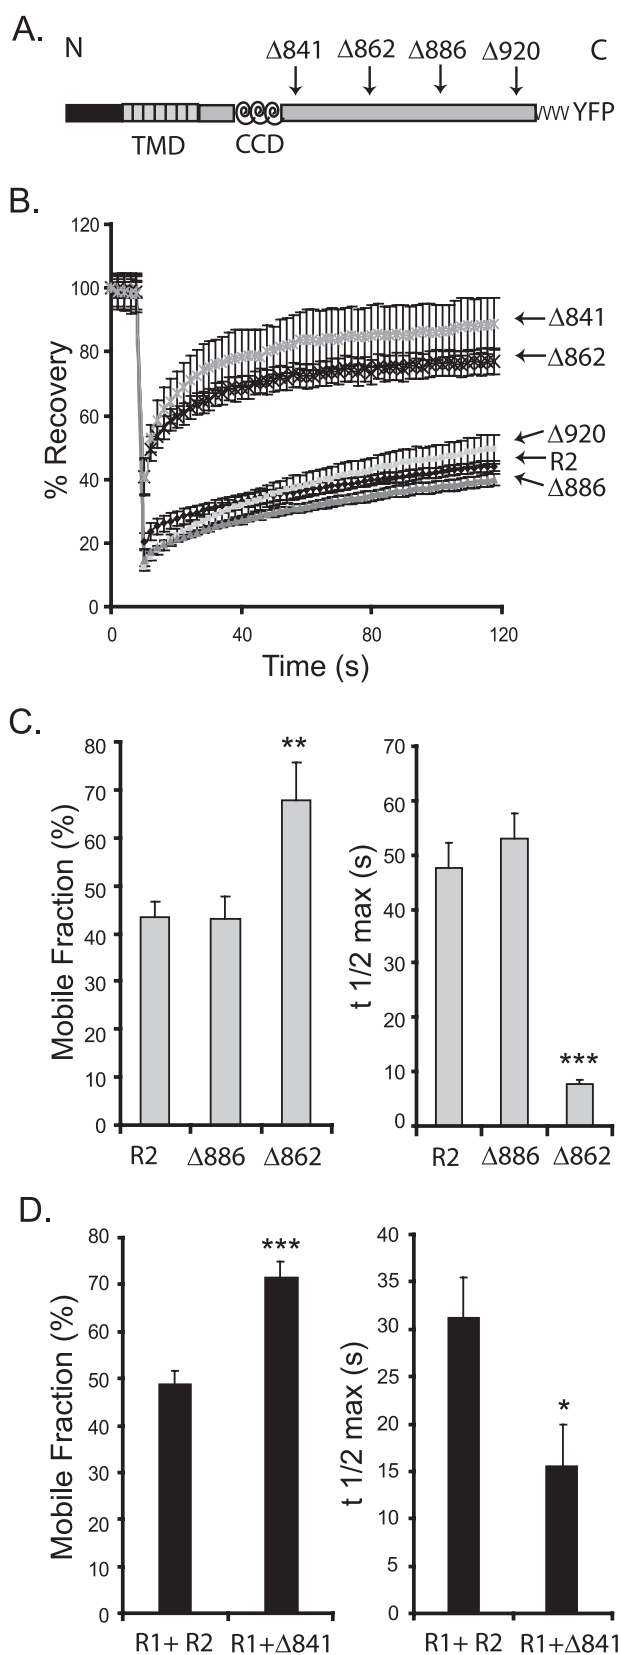 A.
N Δ841 Δ862 Δ886 Δ920 C
YFP
TMD CCD
B.
120
100
80
60
40
20
0
% Recovery
Δ841
Δ862
Δ920
R2
Δ886
0 40 80 120
Time (s)
C.
80
70
60
50
40
30
20
10
0
Mobile Fraction (%)
**
R2 Δ886 Δ862
70
60
50
40
30
20
10
0
t 1/2 max (s)
***
R2 Δ886 Δ862
D.
80
70
60
50
40
30
20
10
0
Mobile Fraction (%)
***
R1+ R2 R1+Δ841
40
35
30
25
20
15
10
5
0
t 1/2 max (s)
*
R1+ R2 R1+Δ841